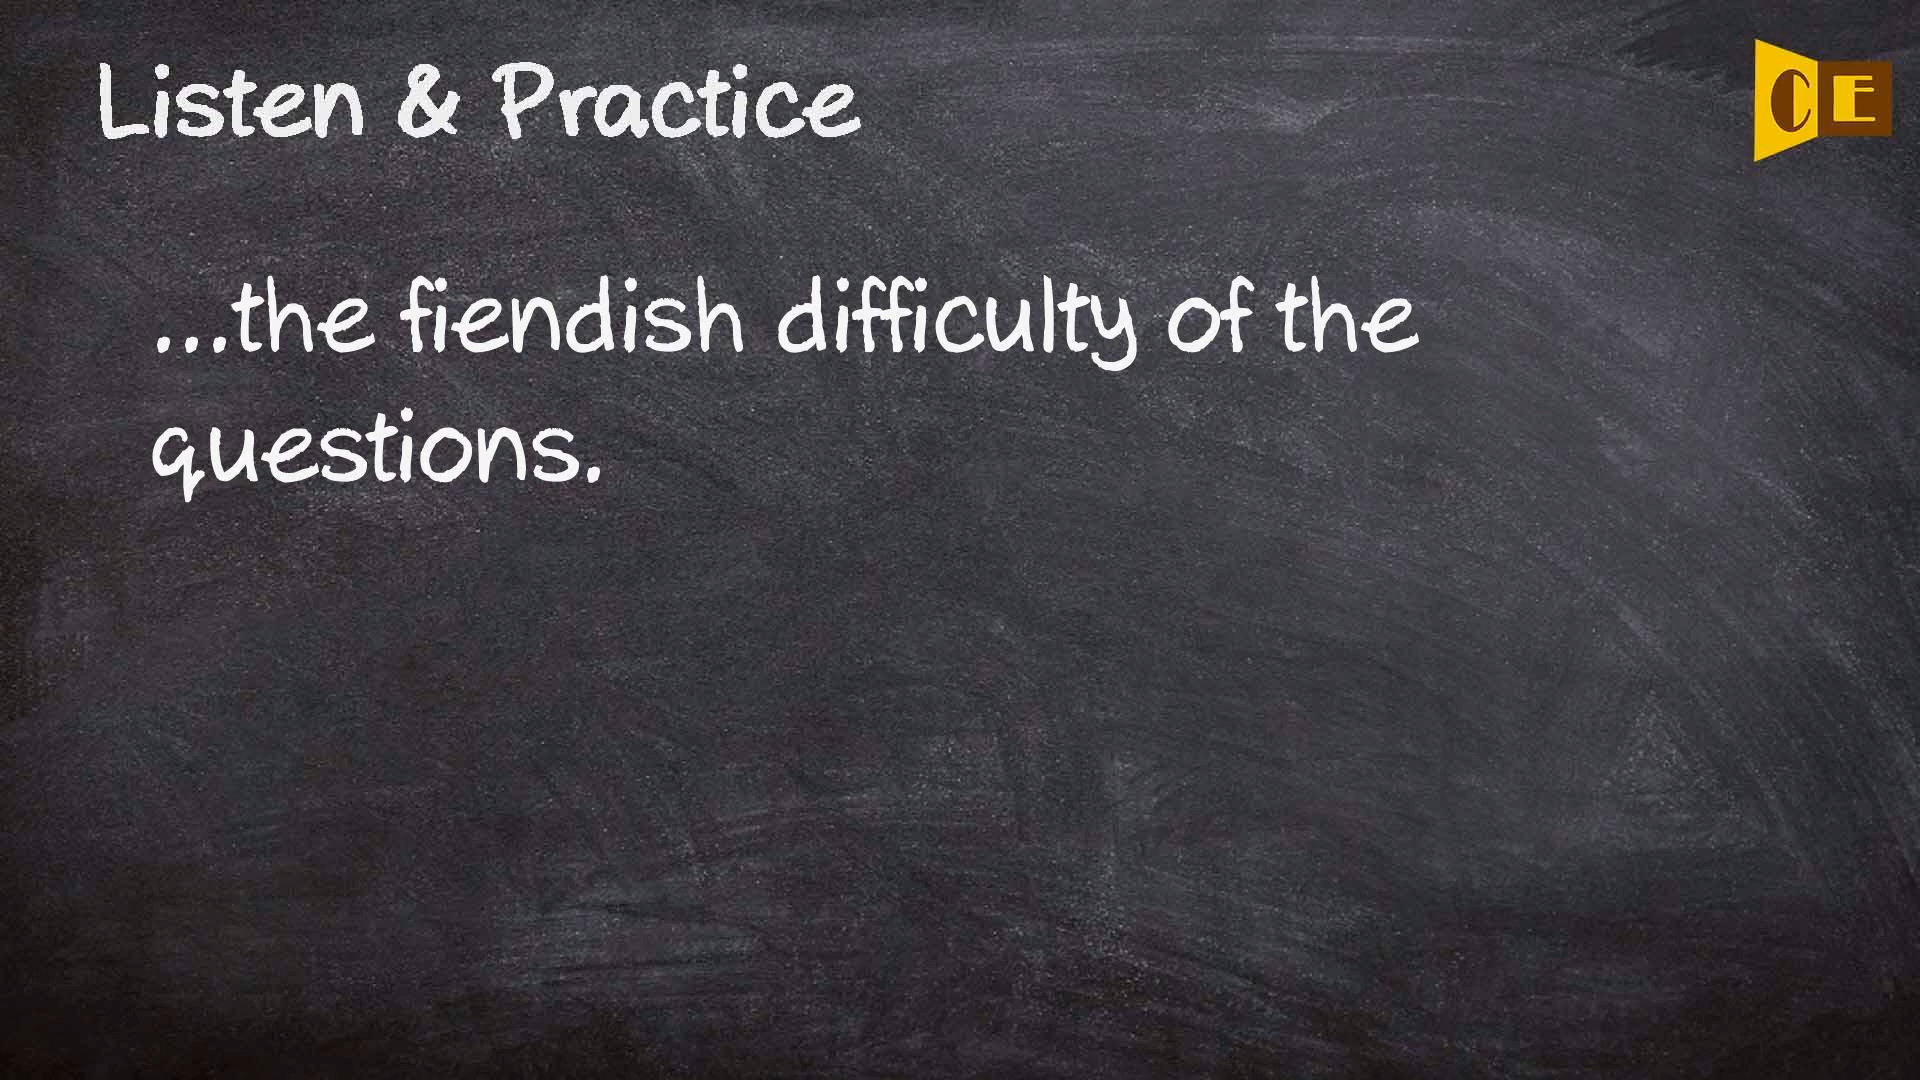 Listen & Practice
CE
...the fiendish difficulty of the
questions.